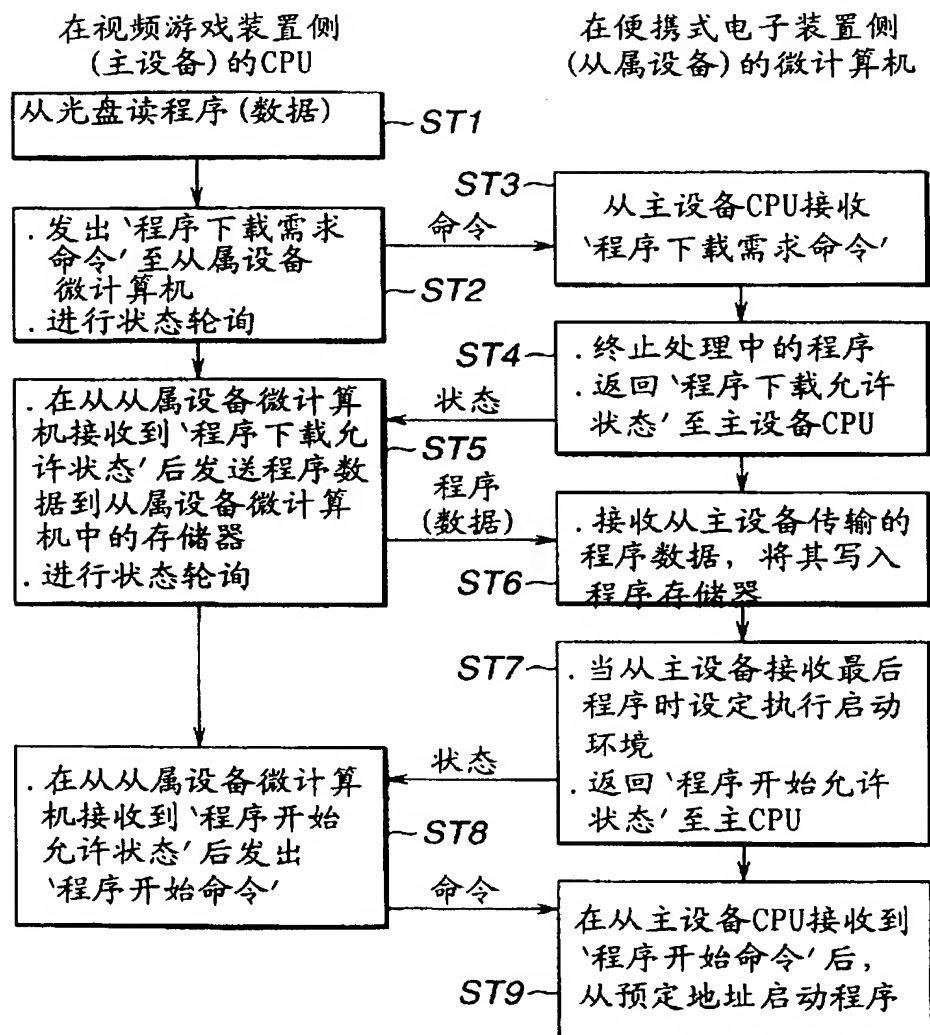 在视频游戏装置侧
(主设备)的CPU
在便携式电子装置侧
(从属设备)的微计算机
从光盘读程序(数据)
ST1
.发出‵程序下载需求
命令′至从属设备
微计算机
.进行状态轮询
ST2
命令
ST3
从主设备CPU接收
‵程序下载需求命令′
ST4
.终止处理中的程序
.返回‵程序下载允许
状态′至主设备CPU
状态
.在从从属设备微计算
机接收到‵程序下载允
许状态′后发送程序数
据到从属设备微计算
机中的存储器
.进行状态轮询
ST5
程序
(数据)
.接收从主设备传输的
程序数据，将其写入
程序存储器
ST6
ST7
.当从主设备接收最后
程序时设定执行启动
环境
.返回‵程序开始允许
状态′至主CPU
状态
.在从从属设备微计算
机接收到‵程序开始
允许状态′后发出
‵程序开始命令′
ST8
命令
在从主设备CPU接收到
‵程序开始命令′后，
从预定地址启动程序
ST9